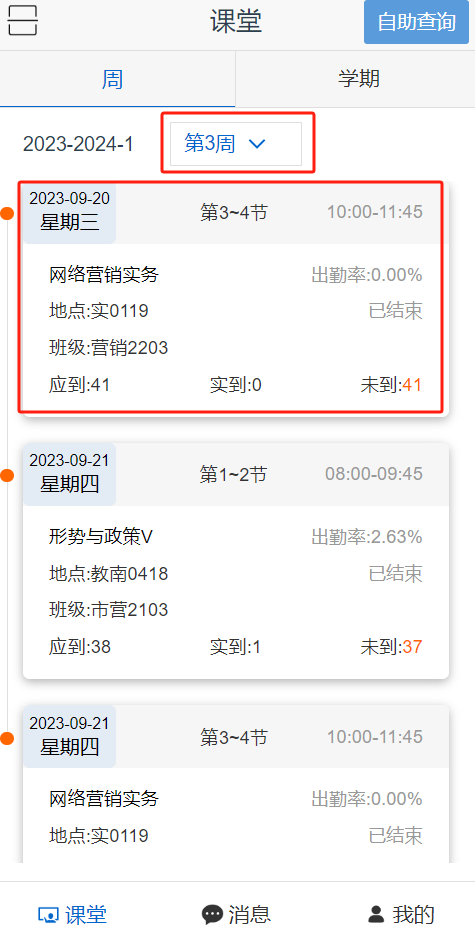 课堂 自助查询
周 学期
2023-2024-1 第3周
2023-09-20
星期三 第3~4节 10:00-11:45
网络营销实务 出勤率:0.00%
地点:实0119 已结束
班级:营销2203
应到:41 实到:0 未到:41
2023-09-21
星期四 第1~2节 08:00-09:45
形势与政策V 出勤率:2.63%
地点:教南0418 已结束
班级:市营2103
应到:38 实到:1 未到:37
2023-09-21
星期四 第3~4节 10:00-11:45
网络营销实务 出勤率:0.00%
地点:实0119 已结束
课堂 消息 我的